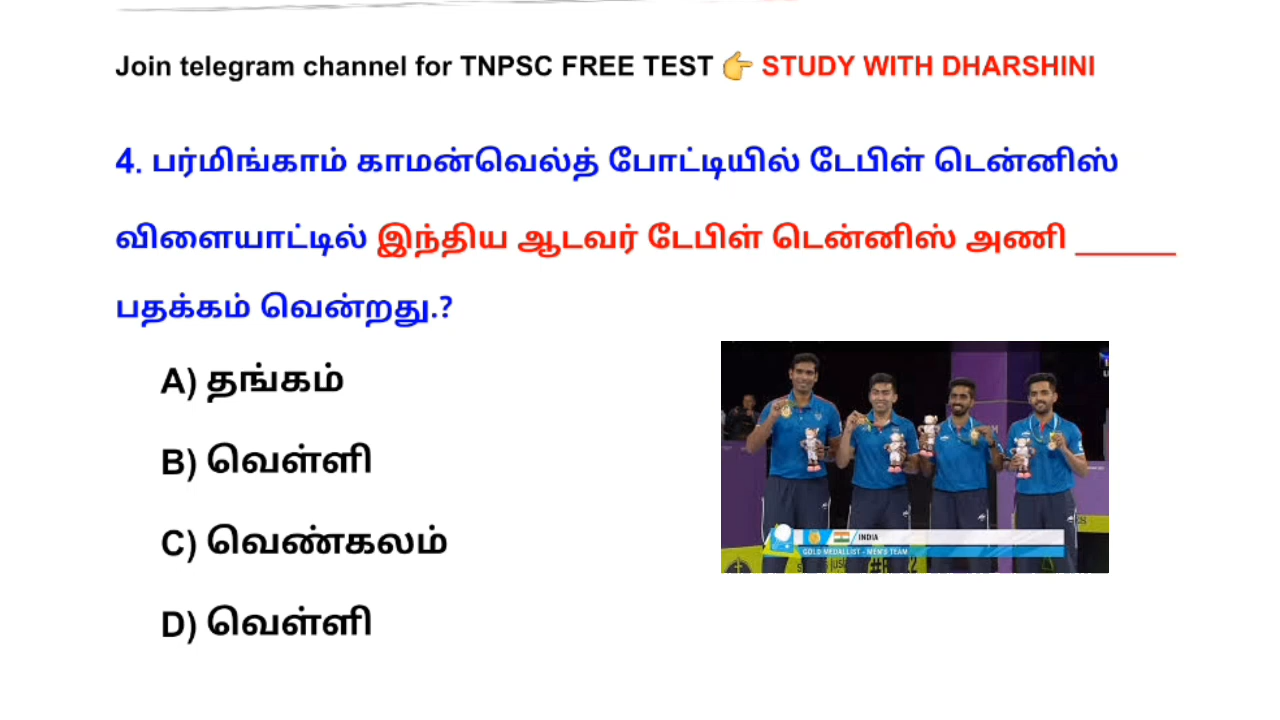 Join telegram channel for TNPSC FREE TEST 👉 STUDY WITH DHARSHINI
4. பர்மிங்காம் காமன்வெல்த் போட்டியில் டேபிள் டென்னிஸ்
விளையாட்டில் இந்திய ஆடவர் டேபிள் டென்னிஸ் அணி _______
பதக்கம் வென்றது.?
A) தங்கம்
B) வெள்ளி
C) வெண்கலம்
D) வெள்ளி
INDIA
GOLD MEDALLIST - MEN'S TEAM